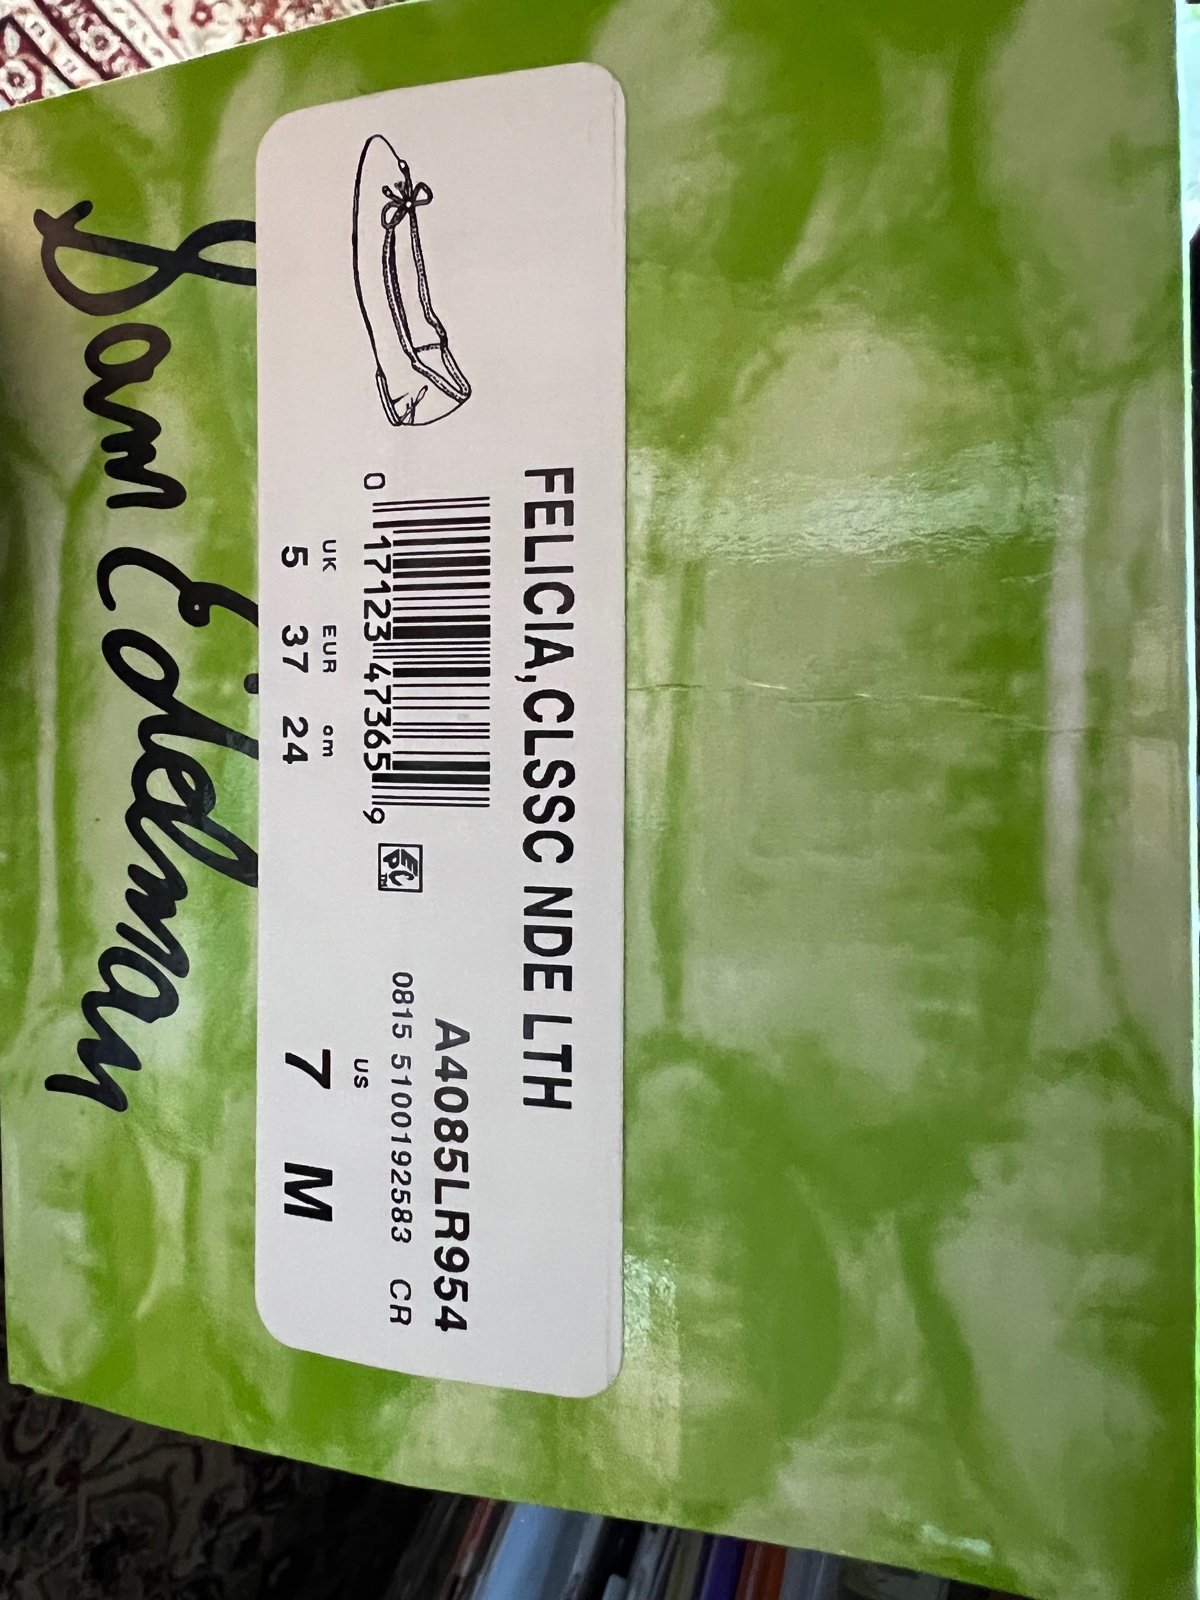 FELICIA,CLSSC NDE LTH
A4085LR954
0 17123 47365 9
ECP™
0815 5100192583 CR
UK EUR cm
5 37 24
US
7 M
Sam Edelman